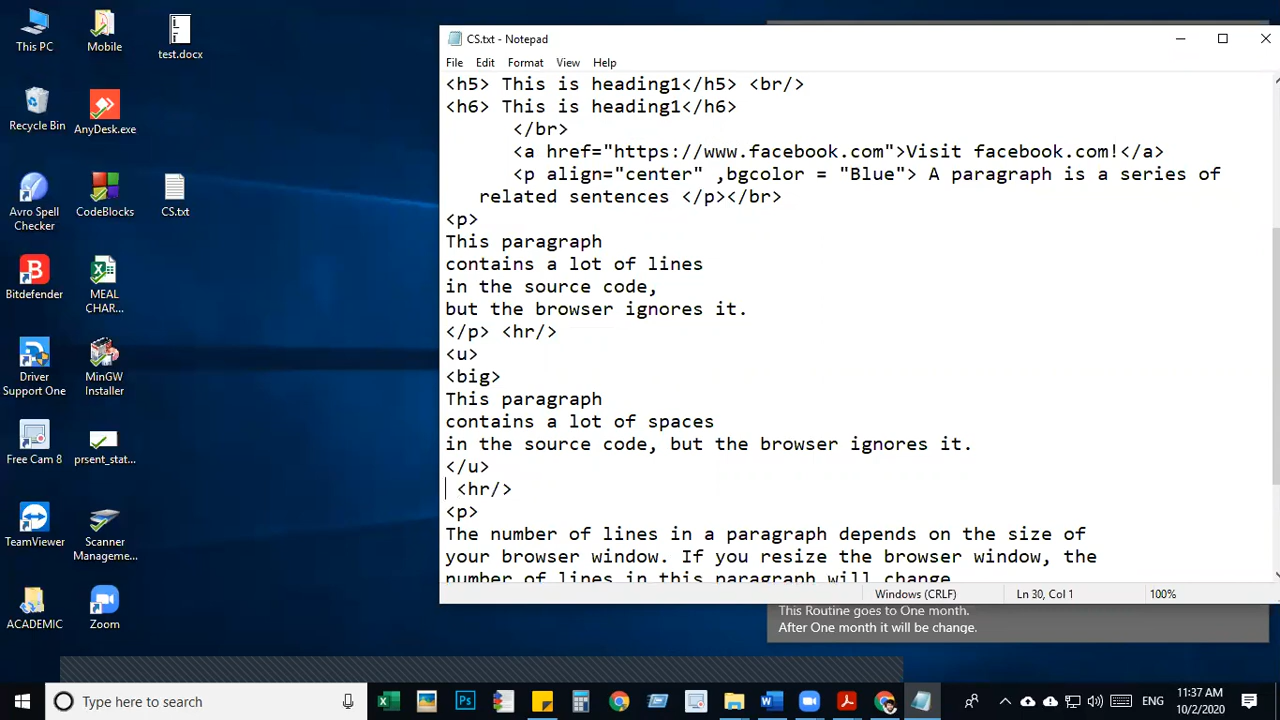 This PC
Mobile
test.docx
Recycle Bin
AnyDesk.exe
Avro Spell
Checker
CodeBlocks
CS.txt
Bitdefender
MEAL
CHAR...
Driver
Support One
MinGW
Installer
Free Cam 8
prsent_stat...
TeamViewer
Scanner
Manageme...
ACADEMIC
Zoom
CS.txt - Notepad
File Edit Format View Help
<h5> This is heading1</h5> <br/>
<h6> This is heading1</h6>
</br>
<a href="https://www.facebook.com">Visit facebook.com!</a>
<p align="center" ,bgcolor = "Blue"> A paragraph is a series of
related sentences </p></br>
<p>
This paragraph
contains a lot of lines
in the source code,
but the browser ignores it.
</p> <hr/>
<u>
<big>
This paragraph
contains a lot of spaces
in the source code, but the browser ignores it.
</u>
<hr/>
<p>
The number of lines in a paragraph depends on the size of
your browser window. If you resize the browser window, the
number of lines in this paragraph will change
Windows (CRLF) Ln 30, Col 1 100%
This Routine goes to One month.
After One month it will be change.
Type here to search
ENG
11:37 AM
10/2/2020